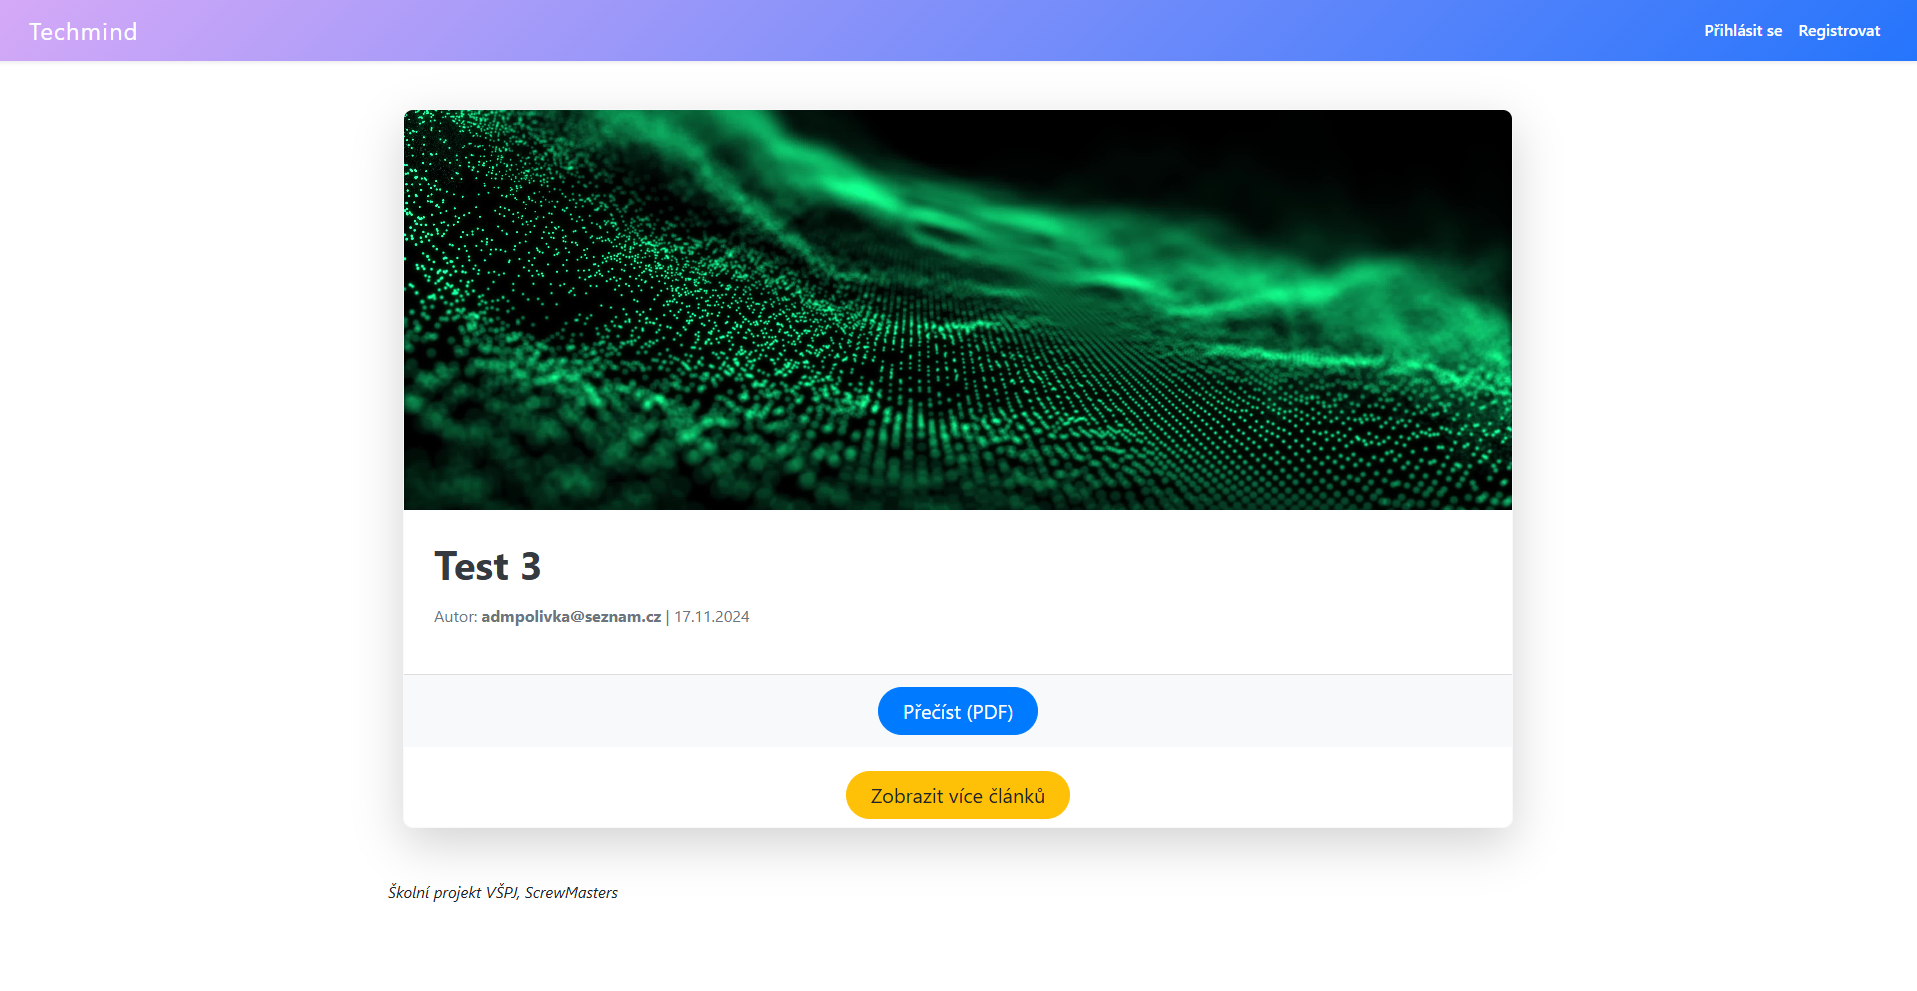 Techmind
Přihlásit se Registrovat
Test 3
Autor: admpolivka@seznam.cz | 17.11.2024
Přečíst (PDF)
Zobrazit více článků
Školní projekt VŠPJ, ScrewMasters